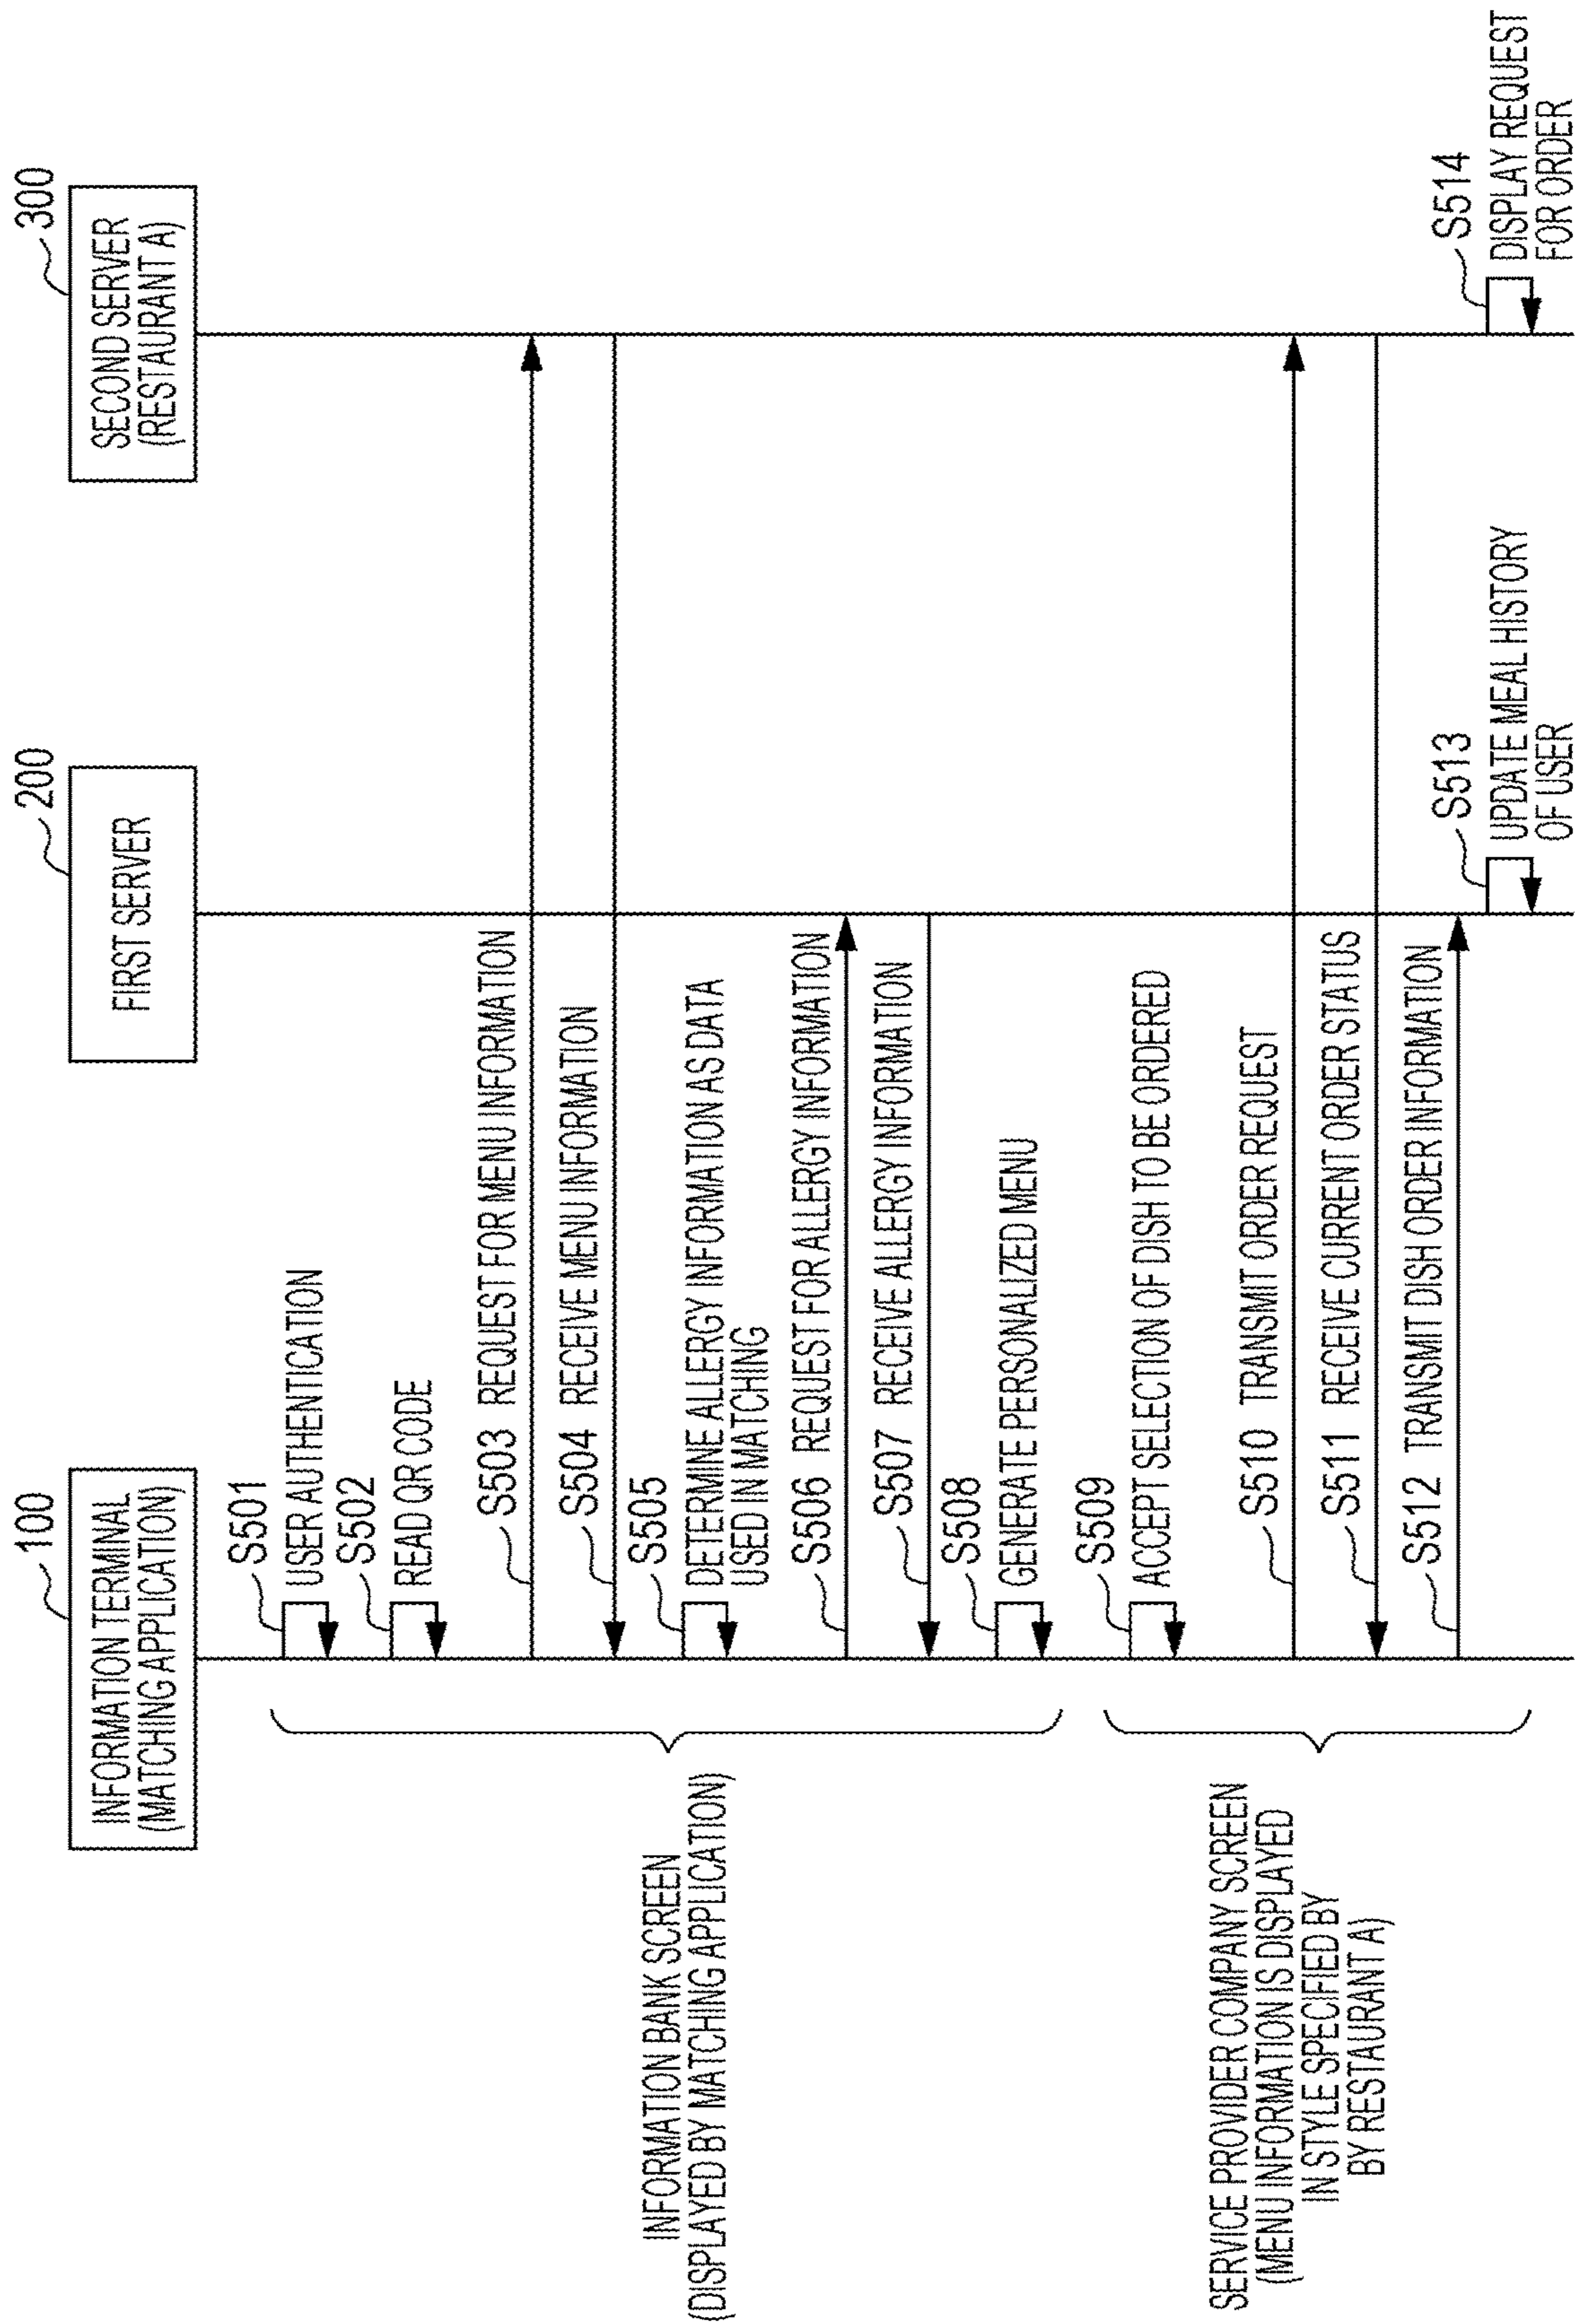 100
INFORMATION TERMINAL
(MATCHING APPLICATION)
200
FIRST SERVER
300
SECOND SERVER
(RESTAURANT A)
INFORMATION BANK SCREEN
(DISPLAYED BY MATCHING APPLICATION)
S501
USER AUTHENTICATION
S502
READ QR CODE
S503 REQUEST FOR MENU INFORMATION
S504 RECEIVE MENU INFORMATION
S505
DETERMINE ALLERGY INFORMATION AS DATA
USED IN MATCHING
S506 REQUEST FOR ALLERGY INFORMATION
S507 RECEIVE ALLERGY INFORMATION
S508
GENERATE PERSONALIZED MENU
SERVICE PROVIDER COMPANY SCREEN
(MENU INFORMATION IS DISPLAYED
IN STYLE SPECIFIED BY
BY RESTAURANT A)
S509
ACCEPT SELECTION OF DISH TO BE ORDERED
S510 TRANSMIT ORDER REQUEST
S511 RECEIVE CURRENT ORDER STATUS
S512 TRANSMIT DISH ORDER INFORMATION
S513
UPDATE MEAL HISTORY
OF USER
S514
DISPLAY REQUEST
FOR ORDER